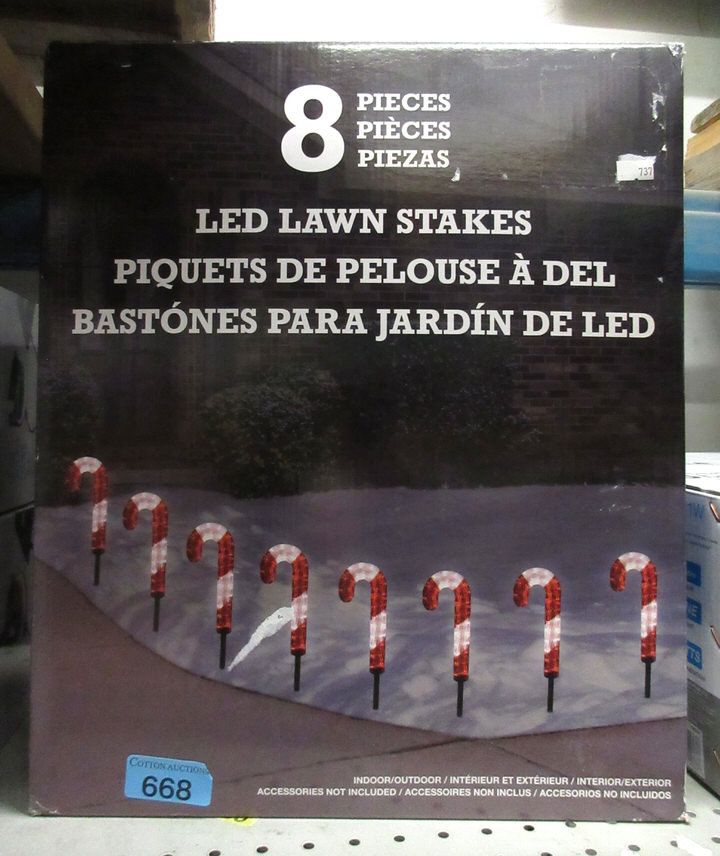 8
PIECES
PIÈCES
PIEZAS
737
LED LAWN STAKES
PIQUETS DE PELOUSE À DEL
BASTÓNES PARA JARDÍN DE LED
COTTON AUCTIONS
668
INDOOR/OUTDOOR / INTÉRIEUR ET EXTÉRIEUR / INTERIOR/EXTERIOR
ACCESSORIES NOT INCLUDED / ACCESSOIRES NON INCLUS / ACCESORIOS NO INCLUIDOS